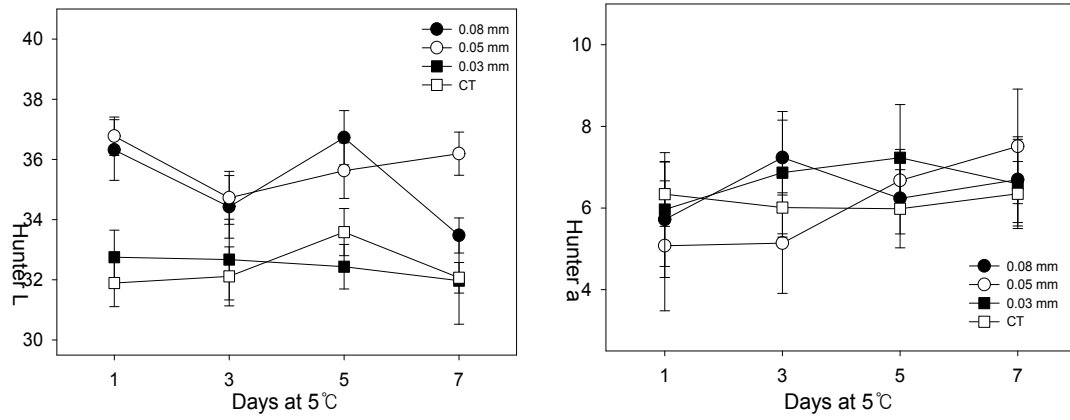 40
38
36
34
32
30
Hunter L
0.08 mm
0.05 mm
0.03 mm
CT
1 3 5 7
Days at 5℃
10
8
6
4
Hunter a
0.08 mm
0.05 mm
0.03 mm
CT
1 3 5 7
Days at 5℃